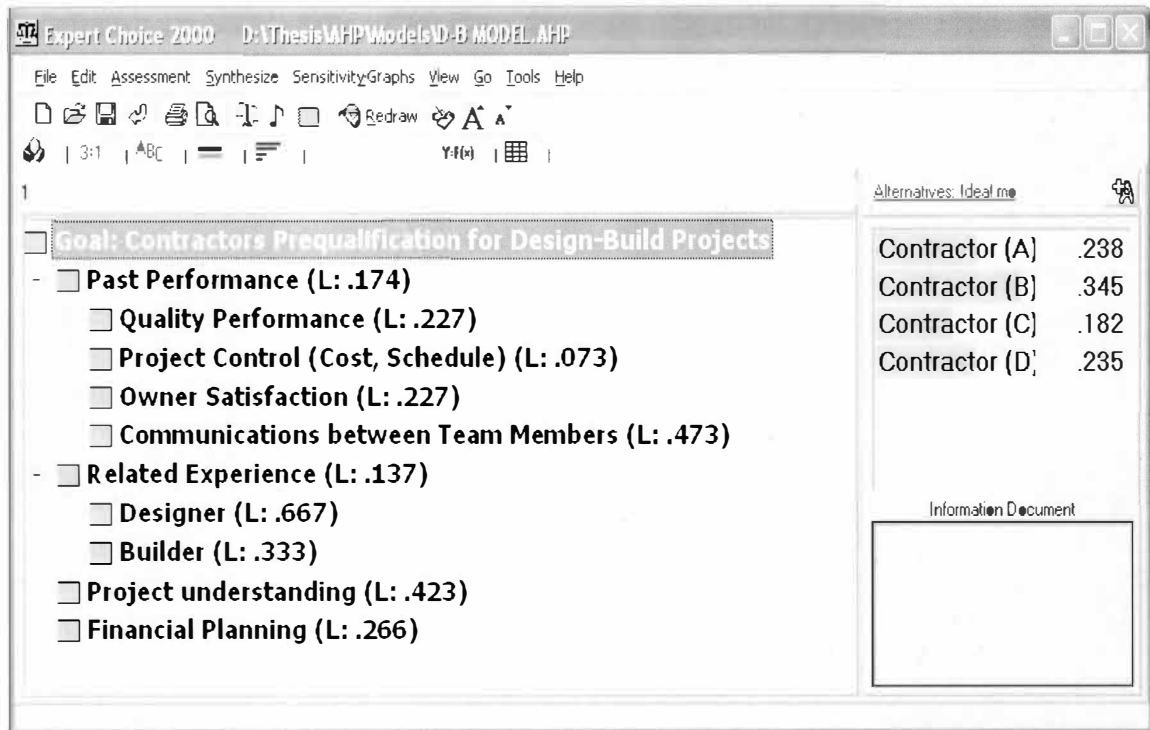 Expert Choice 2000 D:\Thesis\AHP\Models\D-B MODEL.AHP
File Edit Assessment Synthesize Sensitivity-Graphs View Go Tools Help
Redraw A A
3:1 ABC Y=F(x)
1
Alternatives: Ideal mo
Goal: Contractors Prequalification for Design-Build Projects
- Past Performance (L: .174)
Quality Performance (L: .227)
Project Control (Cost, Schedule) (L: .073)
Owner Satisfaction (L: .227)
Communications between Team Members (L: .473)
- Related Experience (L: .137)
Designer (L: .667)
Builder (L: .333)
Project understanding (L: .423)
Financial Planning (L: .266)
Contractor (A) .238
Contractor (B) .345
Contractor (C) .182
Contractor (D) .235
Information Document